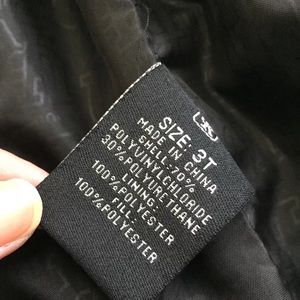 SIZE: 3T
MADE IN CHINA
SHELL:70%
POLYVINYLCHLORIDE
30%POLYURETHANE
LINING:
100%POLYESTER
FILL:
100%POLYESTER